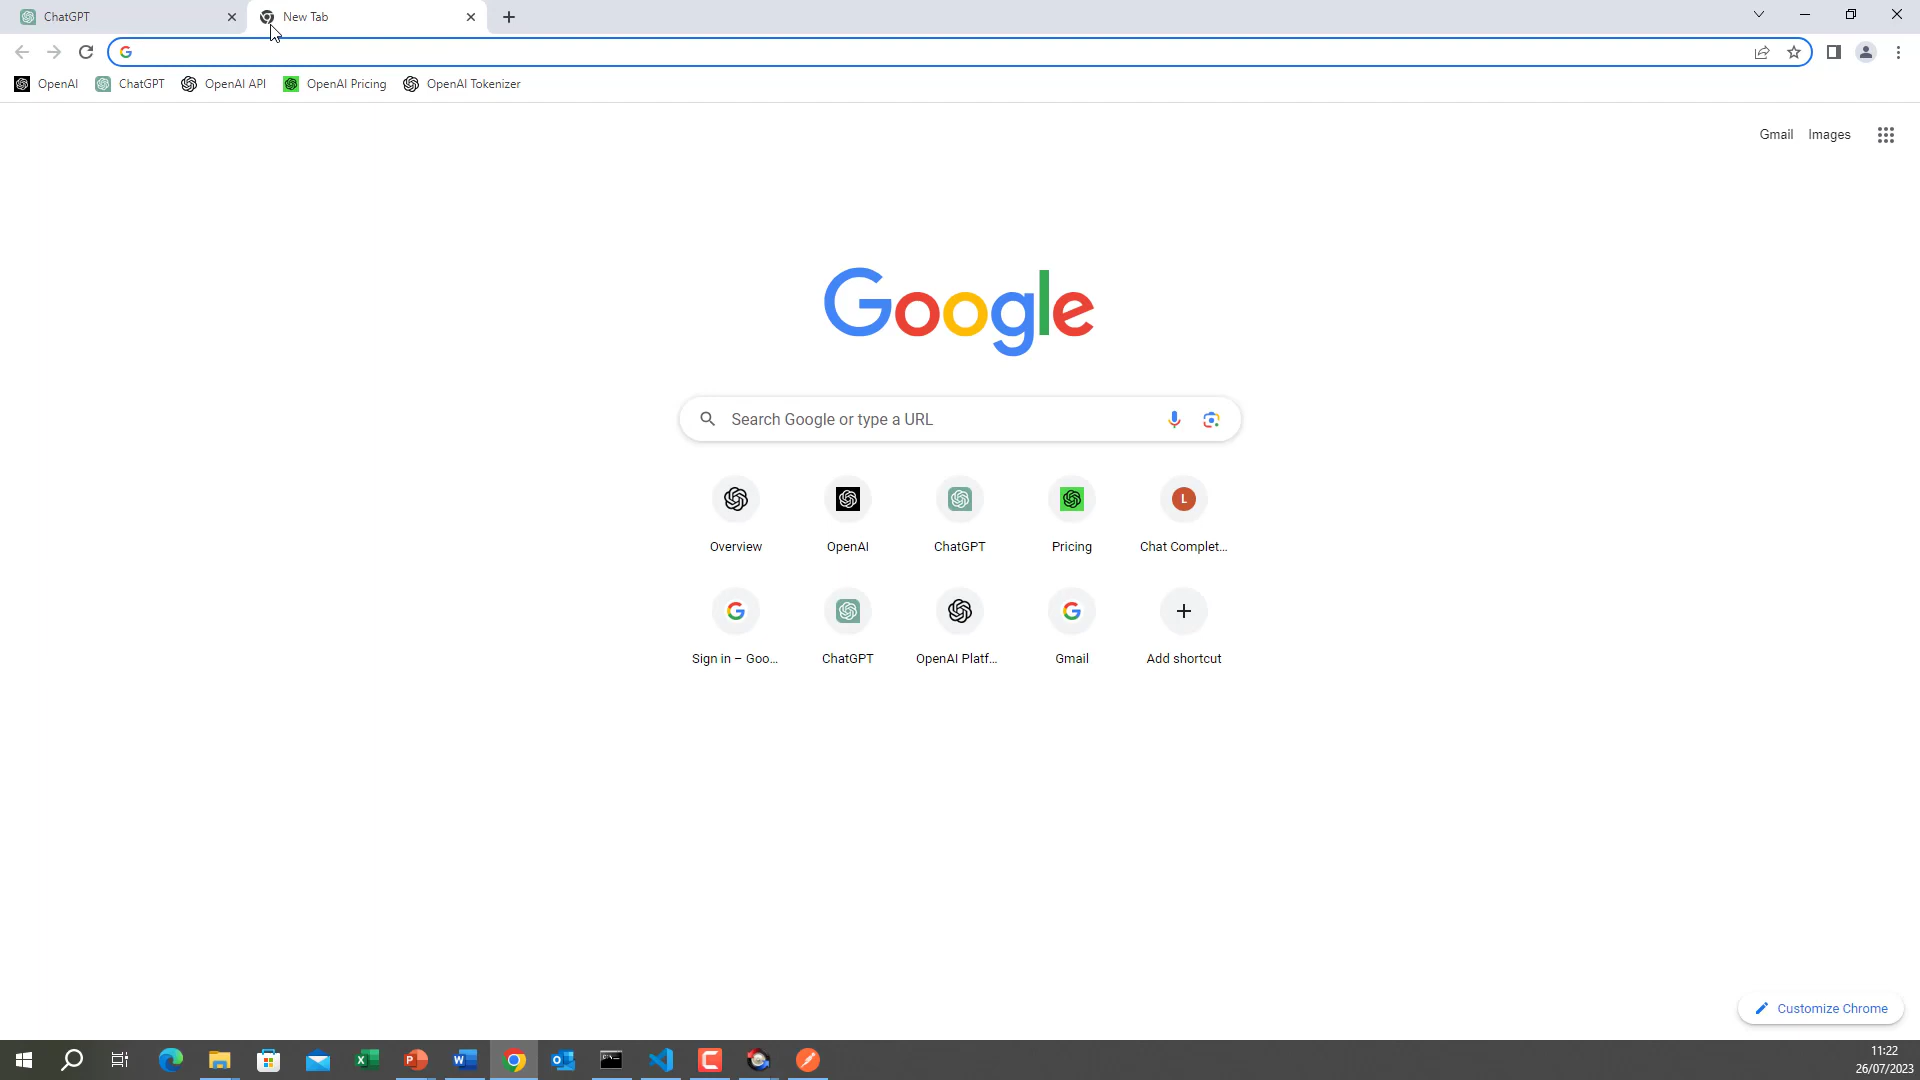 ChatGPT
New Tab
OpenAI
ChatGPT
OpenAI API
OpenAI Pricing
OpenAI Tokenizer
Gmail
Images
Google
Search Google or type a URL
Overview
OpenAI
ChatGPT
Pricing
L
Chat Complet...
Sign in – Goo...
ChatGPT
OpenAI Platf...
Gmail
Add shortcut
Customize Chrome
11:22
26/07/2023